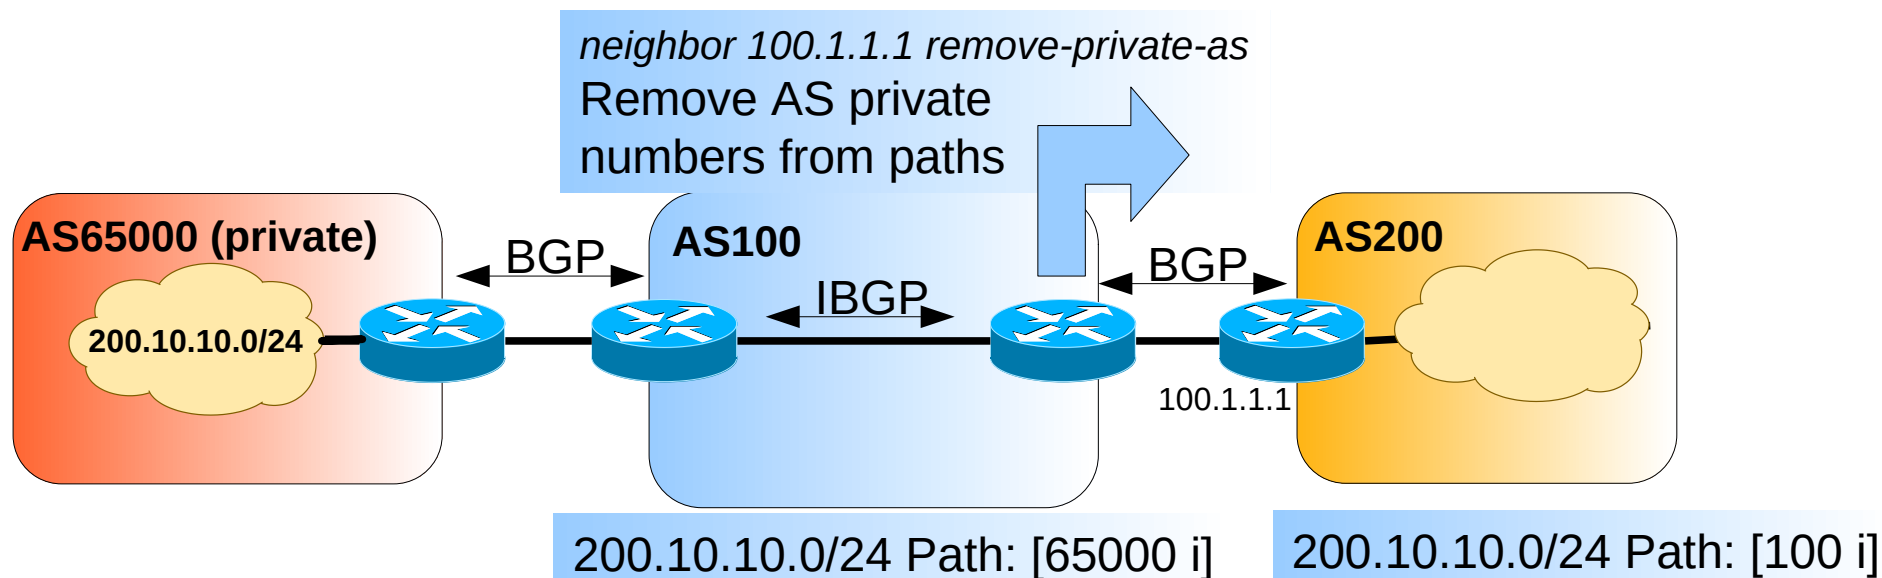 neighbor 100.1.1.1 remove-private-as
Remove AS private
numbers from paths
AS65000 (private)
BGP
AS100
BGP
AS200
IBGP
200.10.10.0/24
100.1.1.1
200.10.10.0/24 Path: [65000 i]
200.10.10.0/24 Path: [100 i]